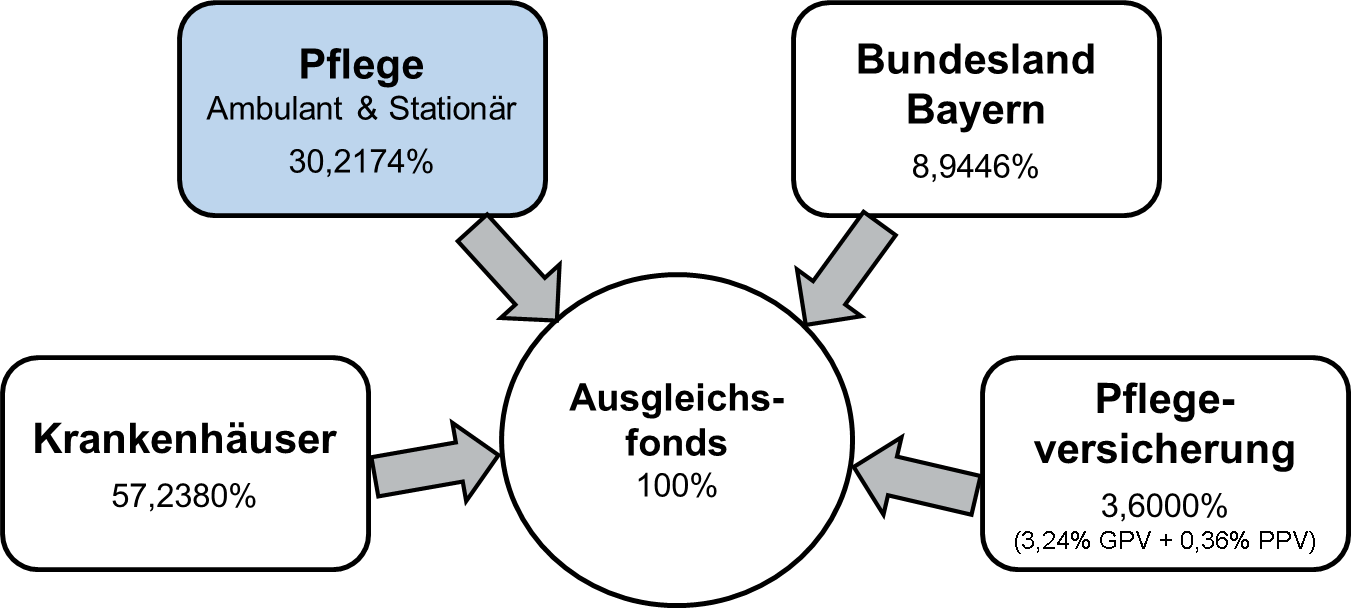 Pflege
Ambulant & Stationär
30,2174%
Bundesland
Bayern
8,9446%
Krankenhäuser
57,2380%
Ausgleichs-
fonds
100%
Pflege-
versicherung
3,6000%
(3,24% GPV + 0,36% PPV)